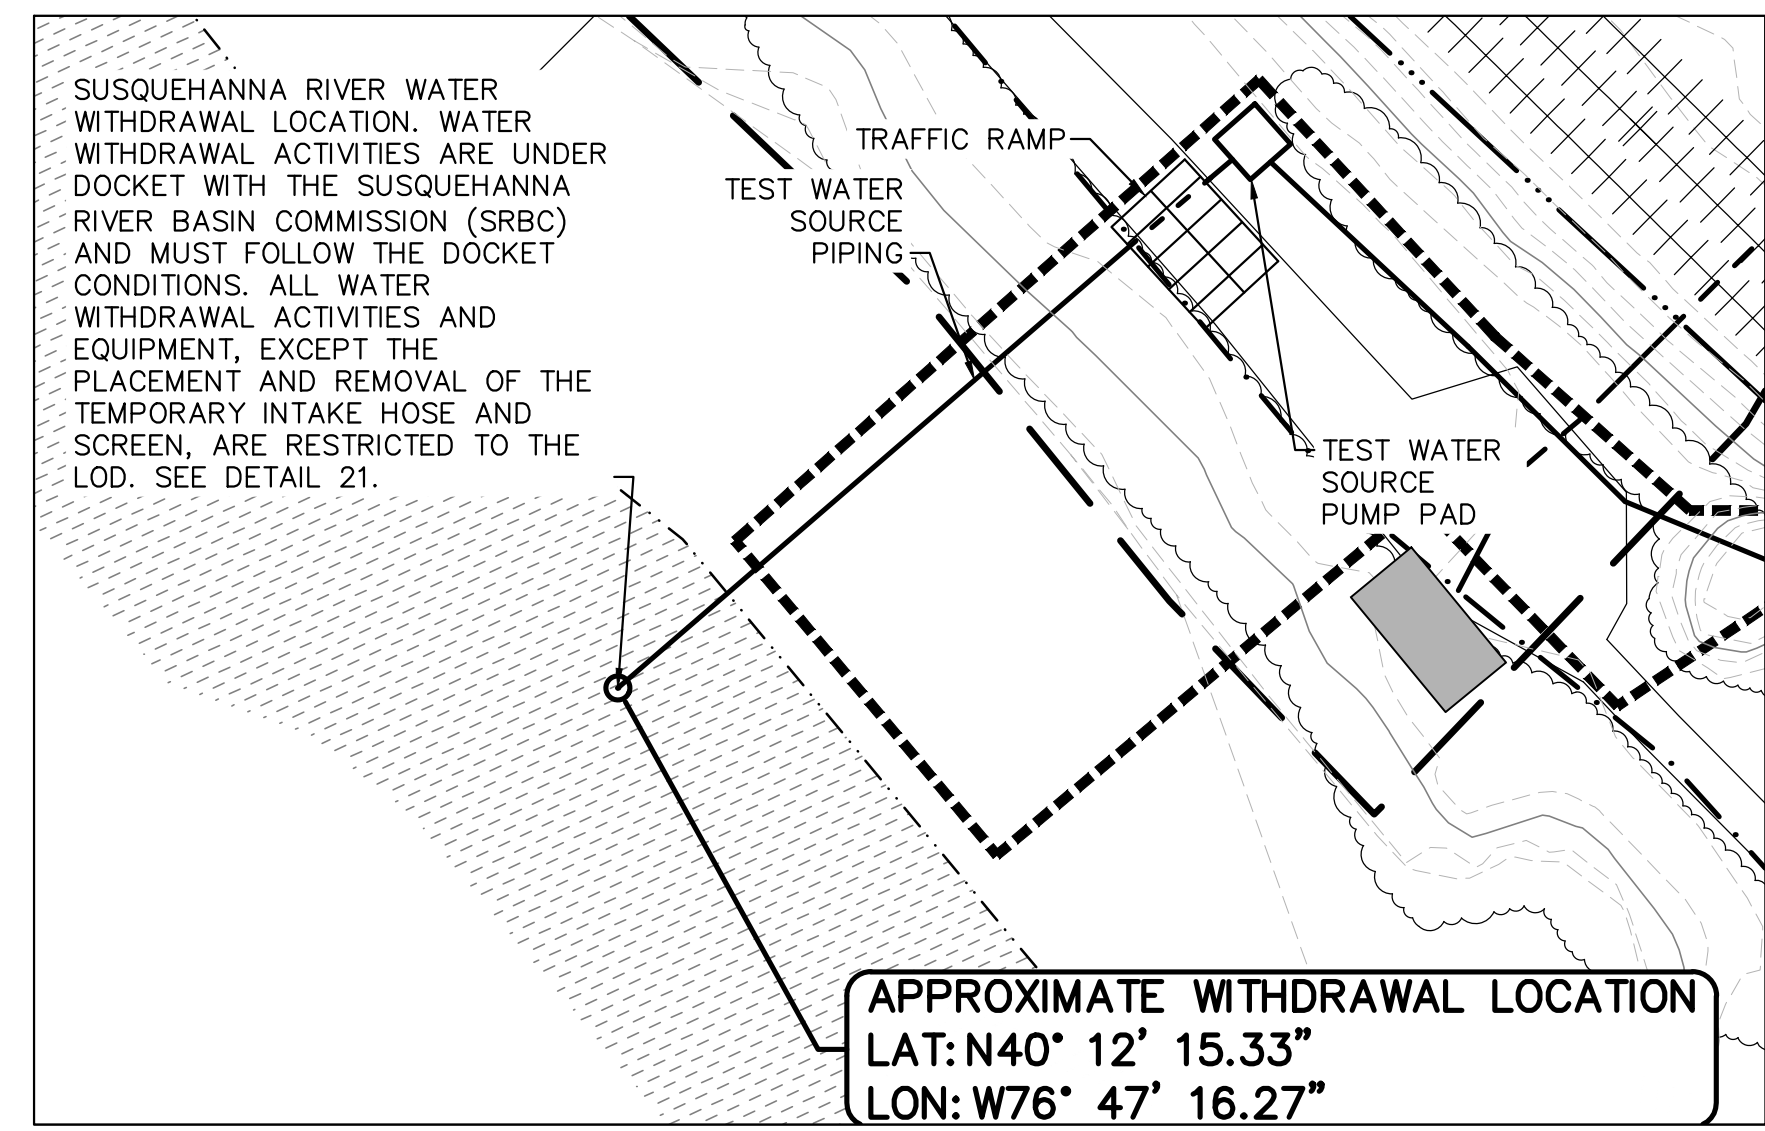 SUSQUEHANNA RIVER WATER
WITHDRAWAL LOCATION. WATER
WITHDRAWAL ACTIVITIES ARE UNDER
DOCKET WITH THE SUSQUEHANNA
RIVER BASIN COMMISSION (SRBC)
AND MUST FOLLOW THE DOCKET
CONDITIONS. ALL WATER
WITHDRAWAL ACTIVITIES AND
EQUIPMENT, EXCEPT THE
PLACEMENT AND REMOVAL OF THE
TEMPORARY INTAKE HOSE AND
SCREEN, ARE RESTRICTED TO THE
LOD. SEE DETAIL 21.
TRAFFIC RAMP
TEST WATER
SOURCE
PIPING
TEST WATER
SOURCE
PUMP PAD
APPROXIMATE WITHDRAWAL LOCATION
LAT: N40° 12' 15.33"
LON: W76° 47' 16.27"